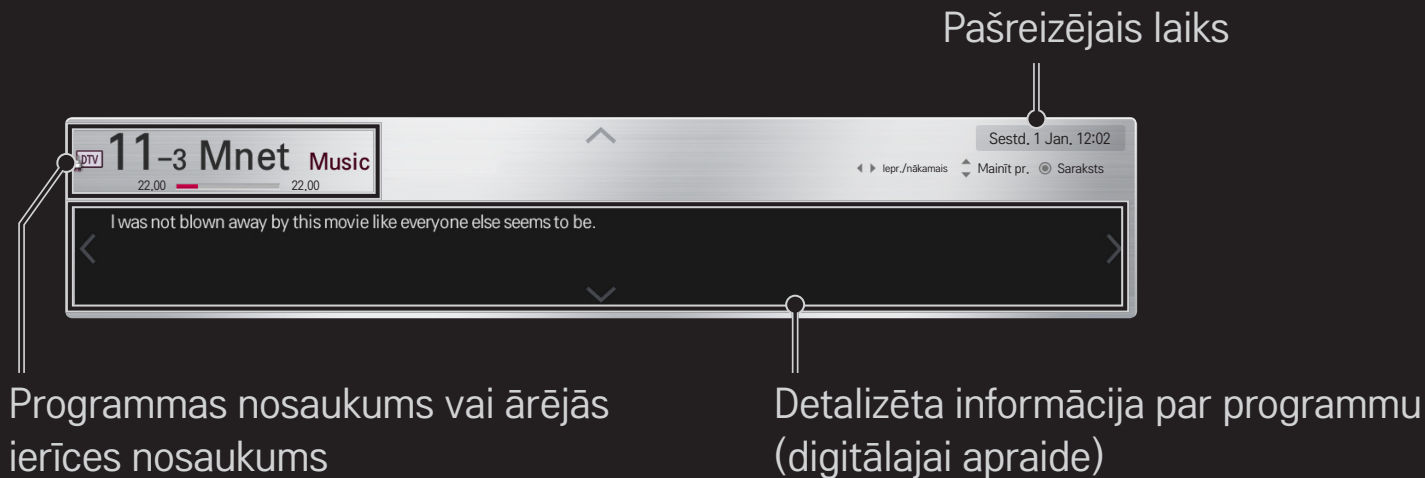 Pašreizējais laiks
DTV 11-3 Mnet Music
22.00 22.00
Sestd. 1 Jan. 12:02
Iepr./nākamais Mainīt pr. Saraksts
I was not blown away by this movie like everyone else seems to be.
Programmas nosaukums vai ārējās
ierīces nosaukums
Detalizēta informācija par programmu
(digitālajai apraide)